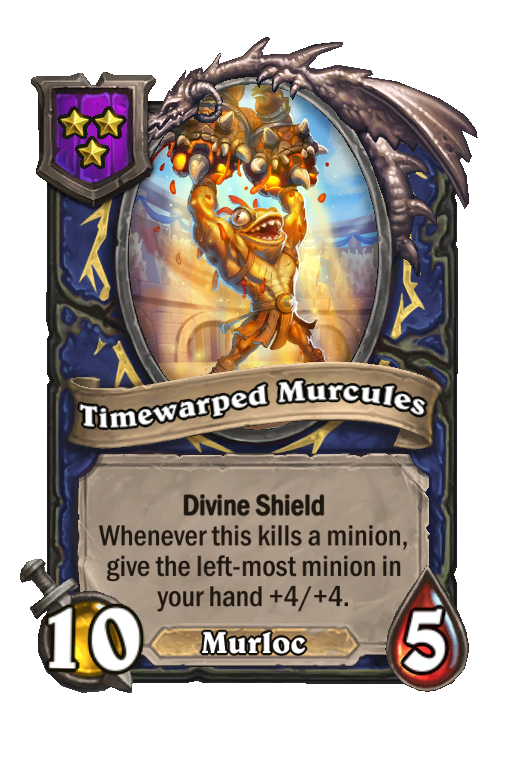 Timewarped Murcules
Divine Shield
Whenever this kills a minion,
give the left-most minion in
your hand +4/+4.
10
Murloc
5